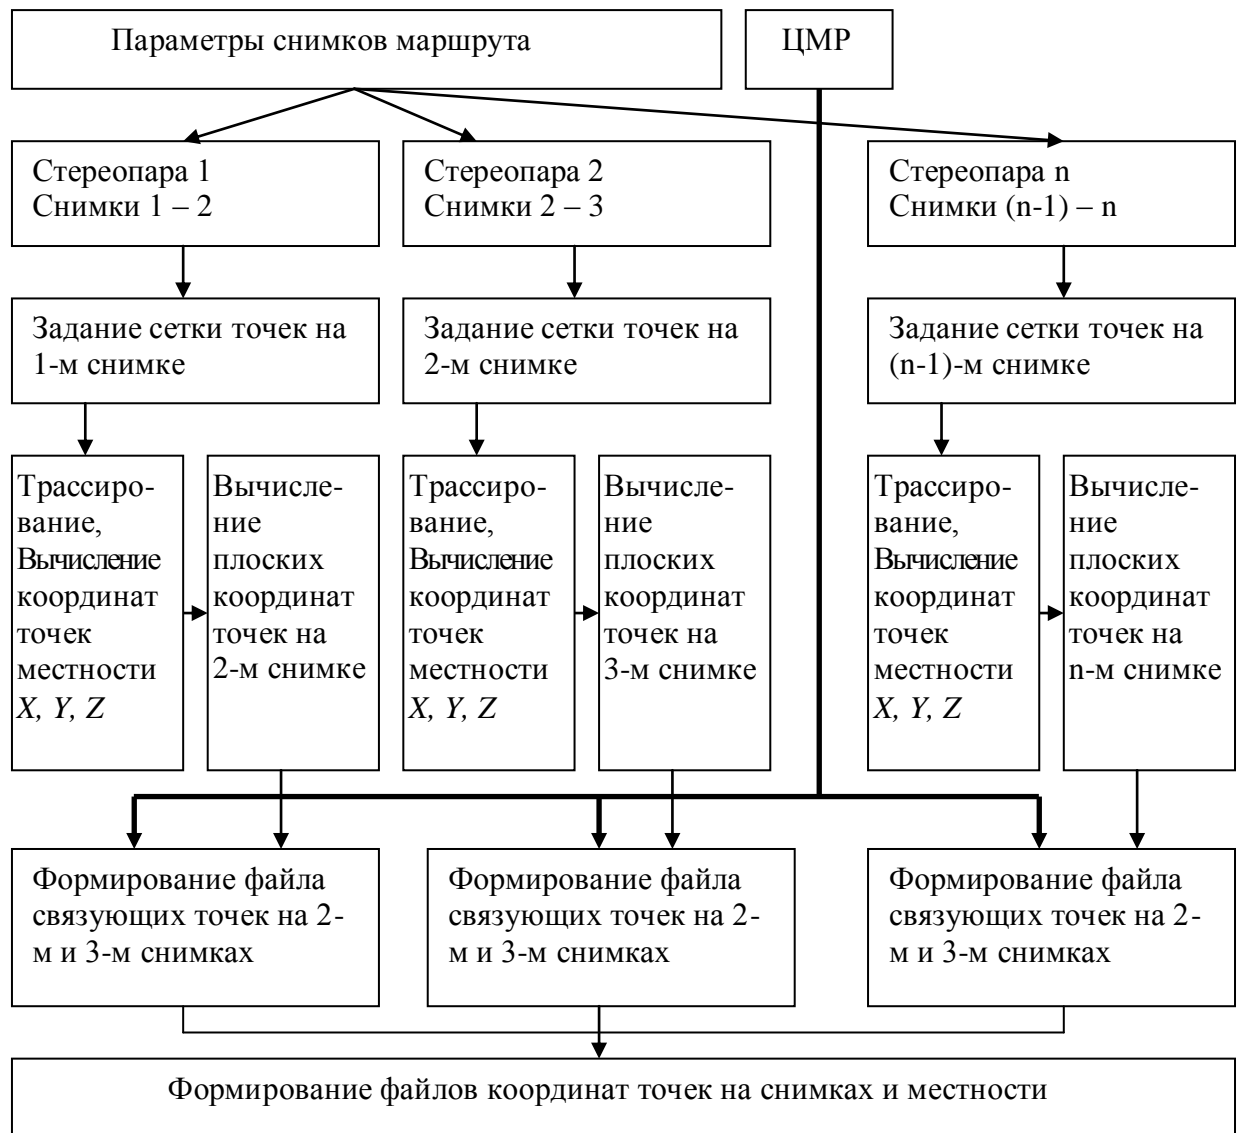 Параметры снимков маршрута
ЦМР
Стереопара 1
Снимки 1 – 2
Стереопара 2
Снимки 2 – 3
Стереопара n
Снимки (n-1) – n
Задание сетки точек на
1-м снимке
Задание сетки точек на
2-м снимке
Задание сетки точек на
(n-1)-м снимке
Трассиро-
вание,
Вычисление
координат
точек
местности
X, Y, Z
Вычисле-
ние
плоских
координат
точек на
2-м снимке
Трассиро-
вание,
Вычисление
координат
точек
местности
X, Y, Z
Вычисле-
ние
плоских
координат
точек на
3-м снимке
Трассиро-
вание,
Вычисление
координат
точек
местности
X, Y, Z
Вычисле-
ние
плоских
координат
точек на
n-м снимке
Формирование файла
связующих точек на 2-
м и 3-м снимках
Формирование файла
связующих точек на 2-
м и 3-м снимках
Формирование файла
связующих точек на 2-
м и 3-м снимках
Формирование файлов координат точек на снимках и местности